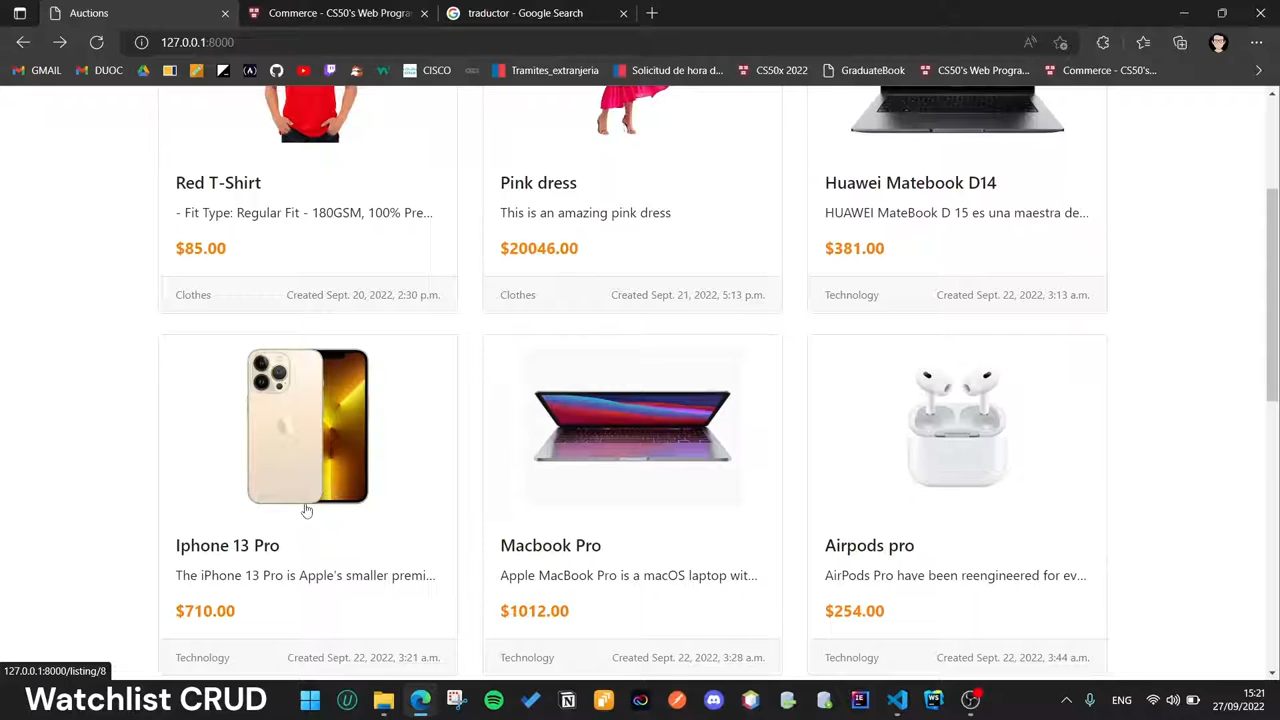 Auctions
Commerce - CS50's Web Progra
traductor - Google Search
127.0.0.1:8000
GMAIL
DUOC
CISCO
Tramites_extranjeria
Solicitud de hora d...
CS50x 2022
GraduateBook
CS50's Web Progra...
Commerce - CS50's...
Red T-Shirt
- Fit Type: Regular Fit - 180GSM, 100% Pre...
$85.00
Clothes
Created Sept. 20, 2022, 2:30 p.m.
Pink dress
This is an amazing pink dress
$20046.00
Clothes
Created Sept. 21, 2022, 5:13 p.m.
Huawei Matebook D14
HUAWEI MateBook D 15 es una maestra de...
$381.00
Technology
Created Sept. 22, 2022, 3:13 a.m.
Iphone 13 Pro
The iPhone 13 Pro is Apple's smaller premi...
$710.00
Technology
Created Sept. 22, 2022, 3:21 a.m.
Macbook Pro
Apple MacBook Pro is a macOS laptop wit...
$1012.00
Technology
Created Sept. 22, 2022, 3:28 a.m.
Airpods pro
AirPods Pro have been reengineered for ev...
$254.00
Technology
Created Sept. 22, 2022, 3:44 a.m.
127.0.0.1:8000/listing/8
Watchlist CRUD
ENG
15:21
27/09/2022